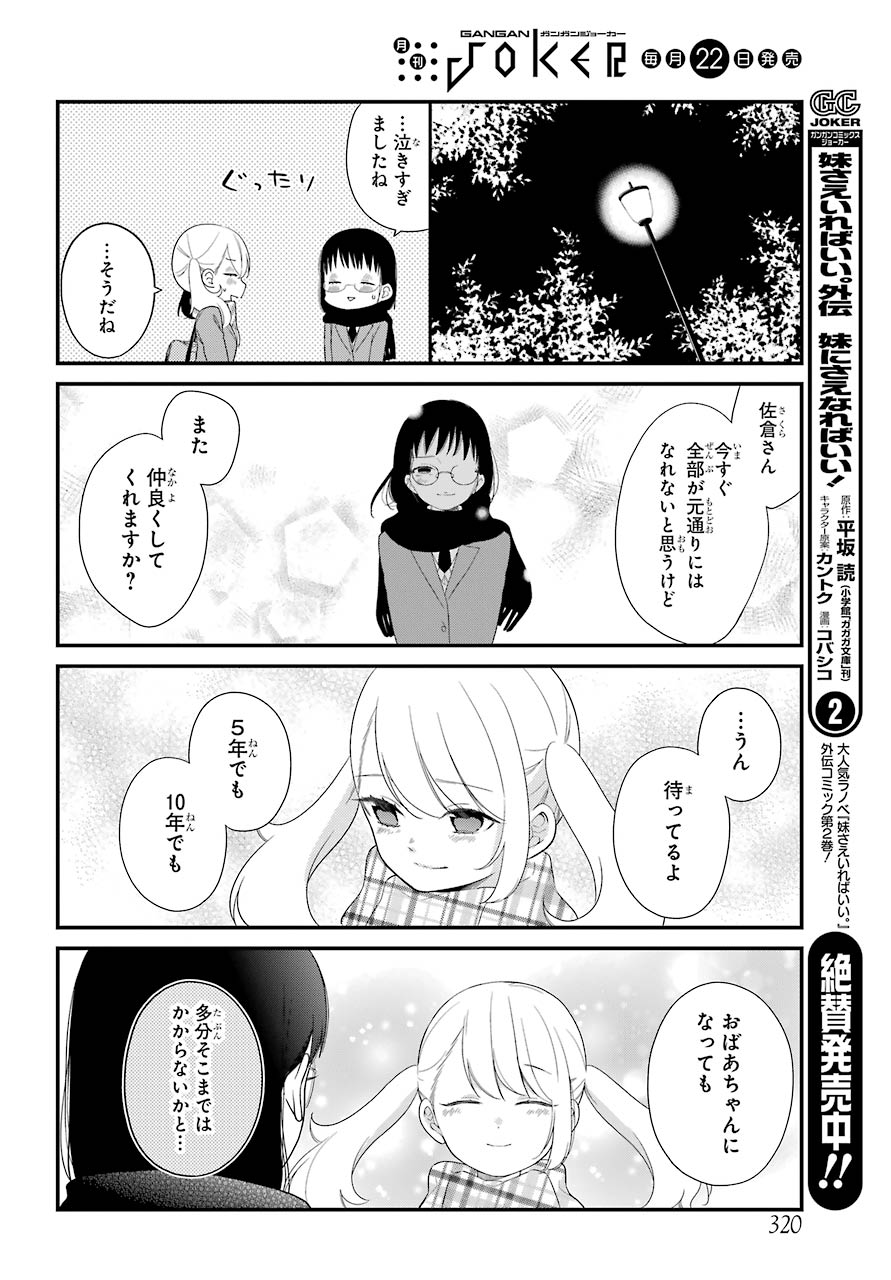 月刊
GANGAN
ガンガンジョーカー
JOKER
毎月22日発売
…泣きすぎ
ましたね
ぐったり
…そうだね
佐倉さん
今すぐ
全部が元通りには
なれないと思うけど
また
仲良くして
くれますか?
…うん
待ってるよ
5年でも
10年でも
おばあちゃんに
なっても
多分そこまでは
かからないかと…
GC
JOKER
ガンガンコミックス
ジョーカー
妹さえいればいい。外伝 妹にさえなればいい!
原作:平坂 読(小学館「ガガガ文庫」刊)
キャラクター原案:カントク 漫画:コバシコ
2
大人気ラノベ『妹さえいればいい。』
外伝コミック第2巻!
絶賛発売中!!
320